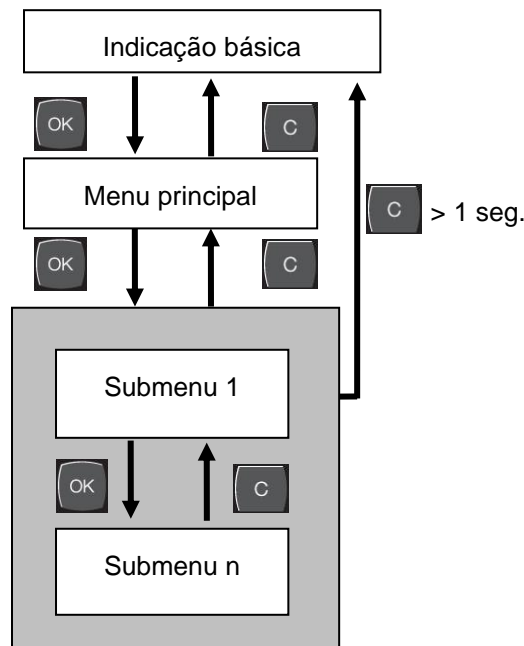 Indicação básica
OK
C
Menu principal
C > 1 seg.
OK
C
Submenu 1
OK
C
Submenu n